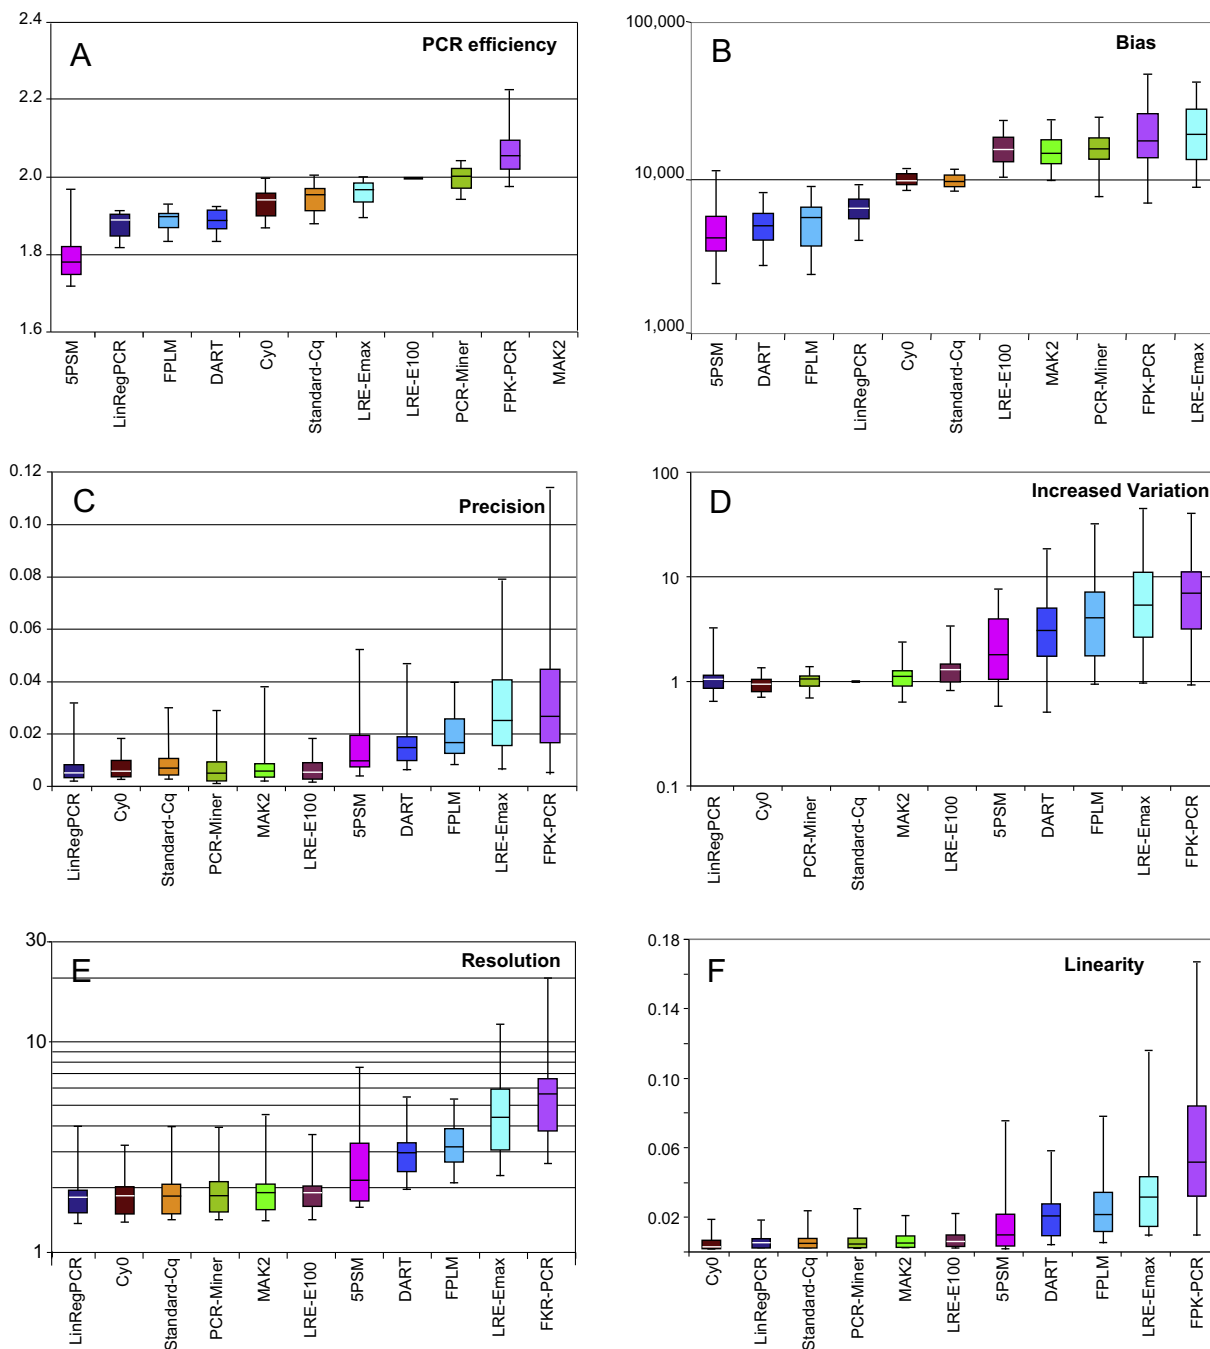 A
PCR efficiency
2.4
2.2
2.0
1.8
1.6
5PSM
LinRegPCR
FPLM
DART
Cy0
Standard-Cq
LRE-Emax
LRE-E100
PCR-Miner
FPK-PCR
MAK2
B
Bias
100,000
10,000
1,000
5PSM
DART
FPLM
LinRegPCR
Cy0
Standard-Cq
LRE-E100
MAK2
PCR-Miner
FPK-PCR
LRE-Emax
C
Precision
0.12
0.10
0.08
0.06
0.04
0.02
0
LinRegPCR
Cy0
Standard-Cq
PCR-Miner
MAK2
LRE-E100
5PSM
DART
FPLM
LRE-Emax
FPK-PCR
D
Increased Variation
100
10
1
0.1
LinRegPCR
Cy0
PCR-Miner
Standard-Cq
MAK2
LRE-E100
5PSM
DART
FPLM
LRE-Emax
FPK-PCR
E
Resolution
30
10
1
LinRegPCR
Cy0
Standard-Cq
PCR-Miner
MAK2
LRE-E100
5PSM
DART
FPLM
LRE-Emax
FKR-PCR
F
Linearity
0.18
0.14
0.10
0.06
0.02
Cy0
LinRegPCR
Standard-Cq
PCR-Miner
MAK2
LRE-E100
5PSM
DART
FPLM
LRE-Emax
FPK-PCR